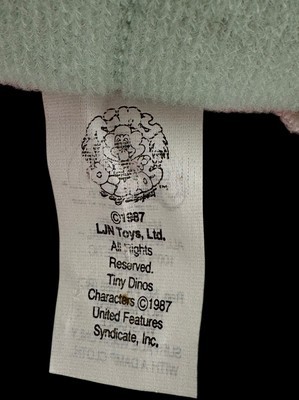 ©1987
LJN Toys, Ltd.
All Rights
Reserved.
Tiny Dinos
Characters ©1987
United Features
Syndicate, Inc.